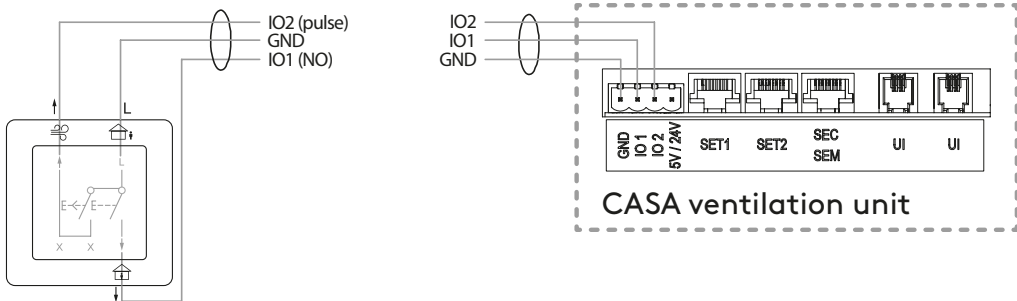 IO2 (pulse)
GND
IO1 (NO)
L
L
E
E
X X
IO2
IO1
GND
GND
IO 1
IO 2
5V / 24V
SET1
SET2
SEC
SEM
UI
UI
CASA ventilation unit